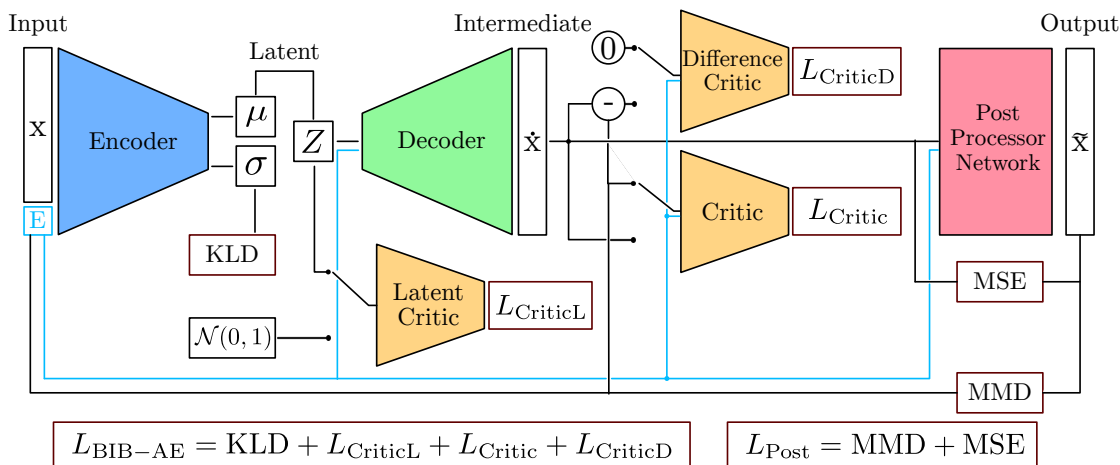 Input
Latent
Intermediate
Output
x
E
Encoder
μ
σ
KLD
Z
N(0, 1)
Decoder
ẋ
Latent
Critic
L_CriticL
0
-
Difference
Critic
L_CriticD
Critic
L_Critic
Post
Processor
Network
x̃
MSE
MMD
L_BIB−AE = KLD + L_CriticL + L_Critic + L_CriticD
L_Post = MMD + MSE